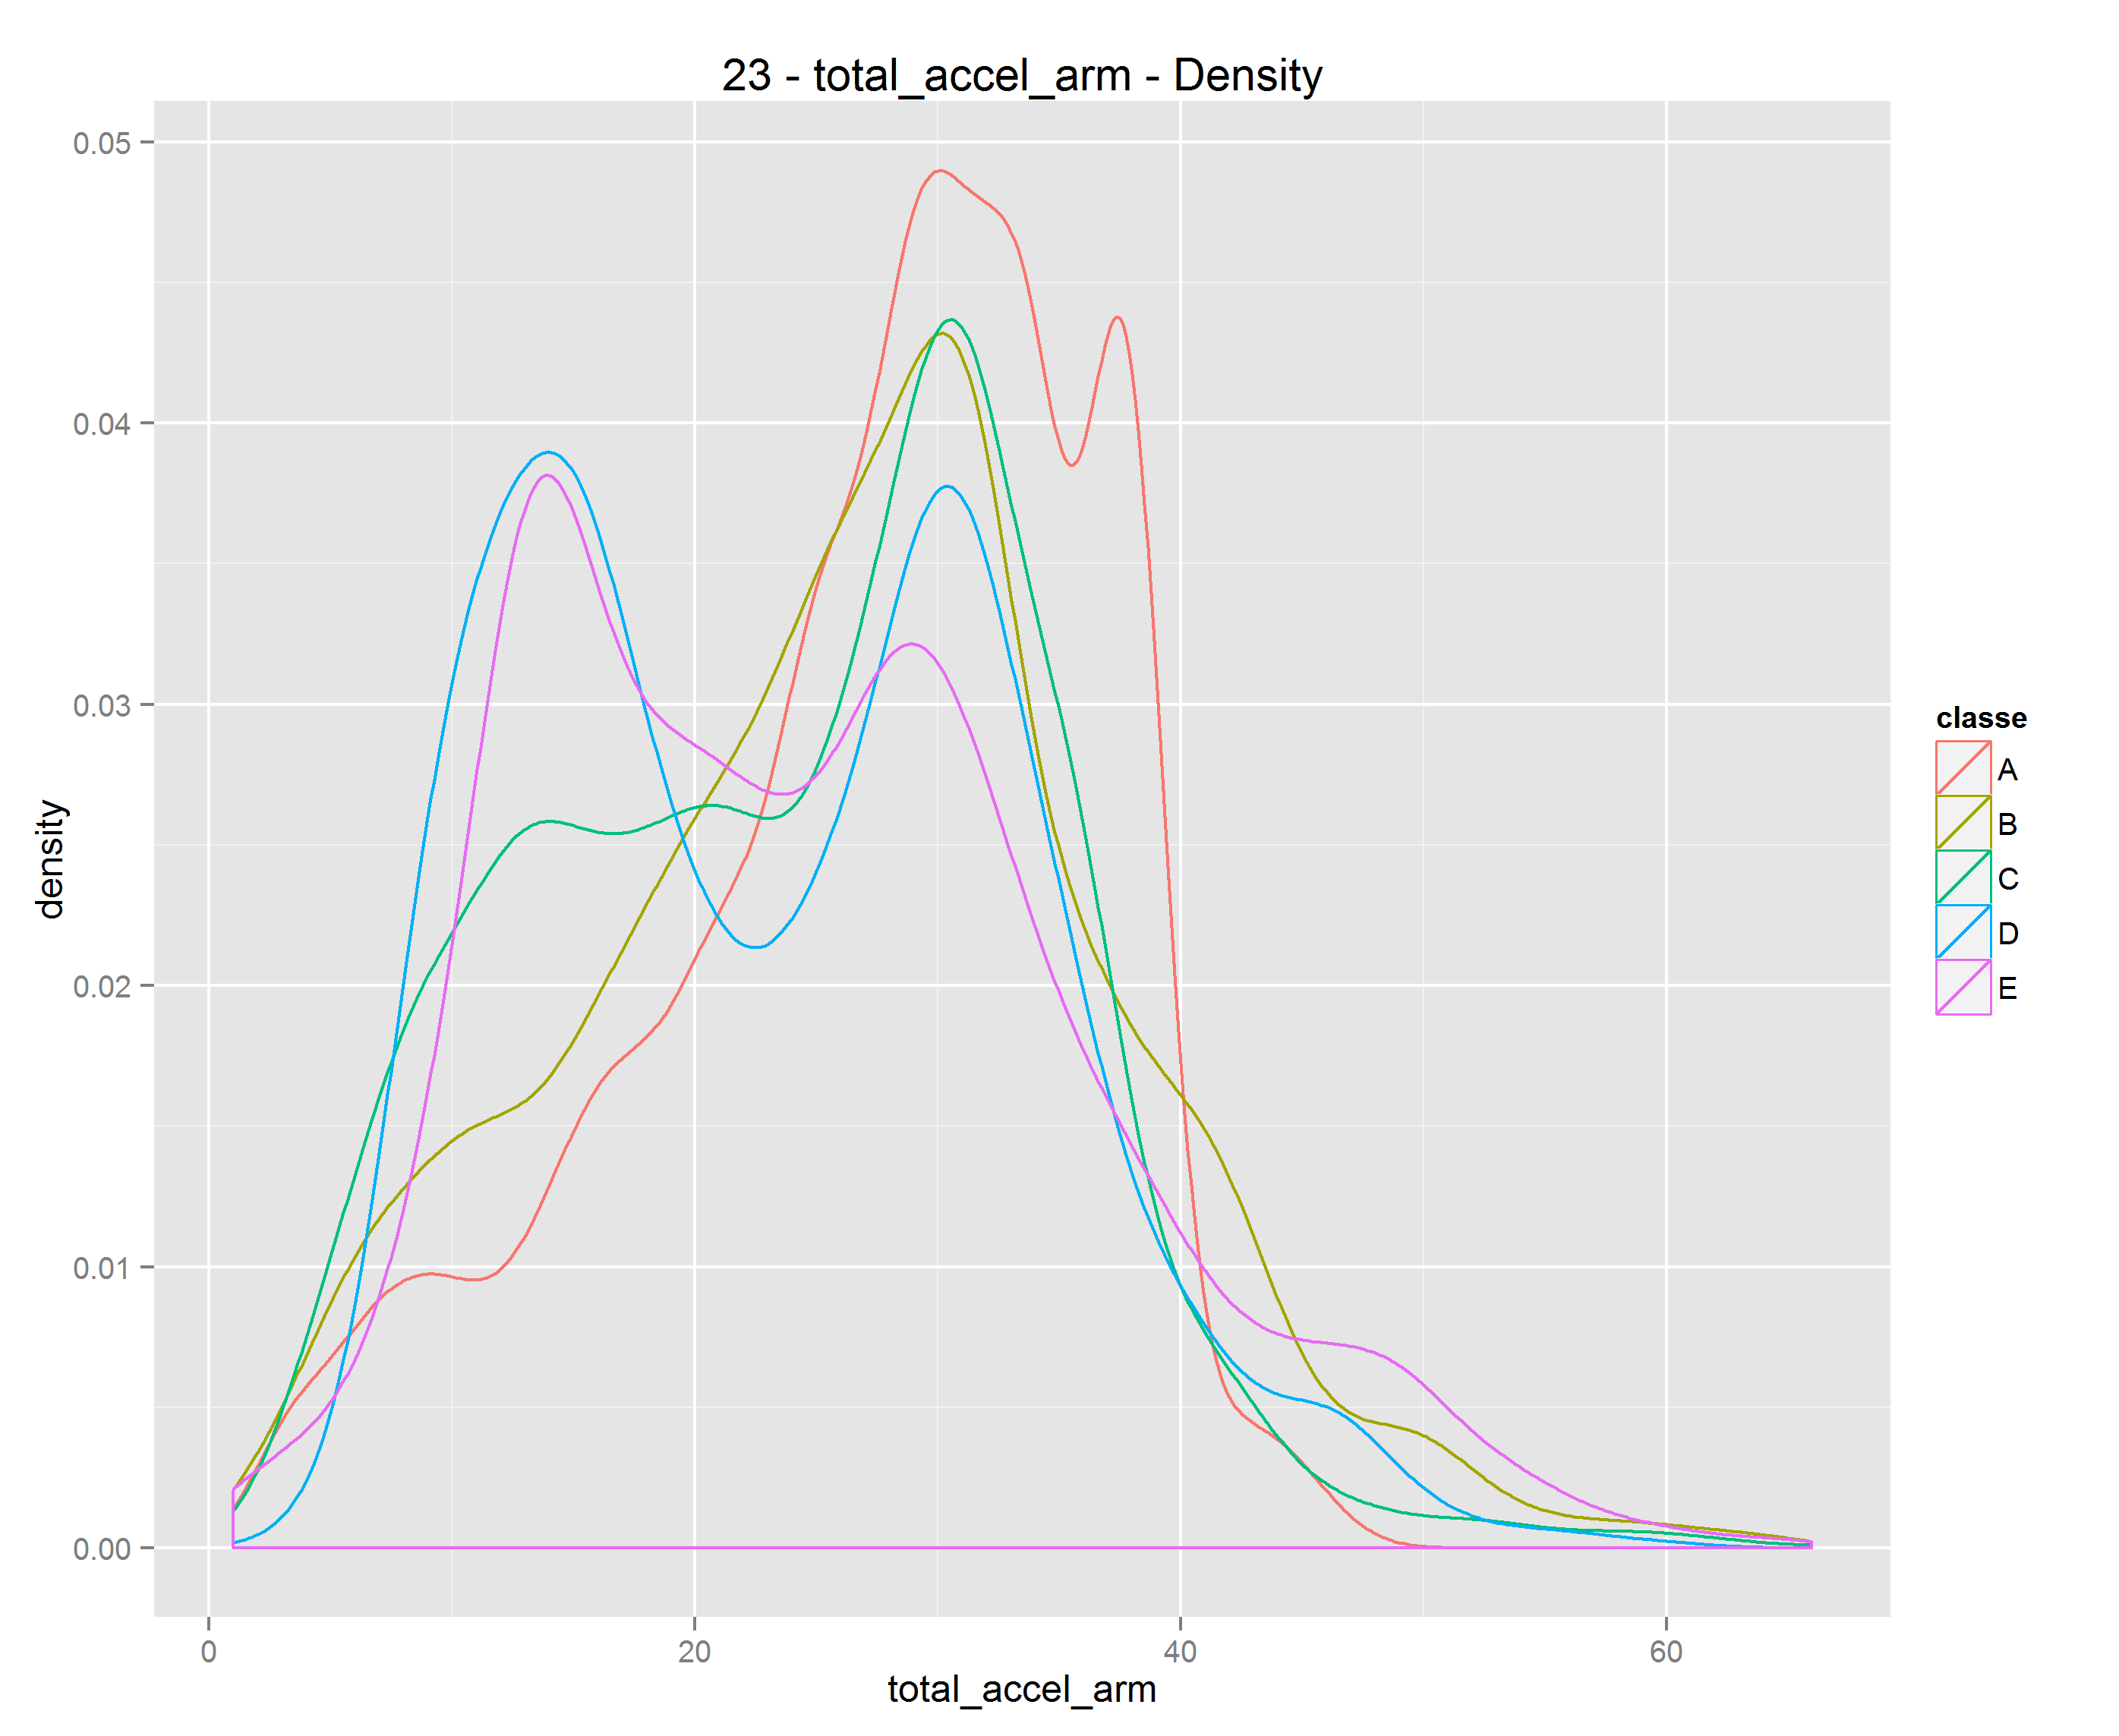 23 - total_accel_arm - Density
0.05
0.04
0.03
0.02
0.01
0.00
density
0
20
40
60
total_accel_arm
classe
A
B
C
D
E